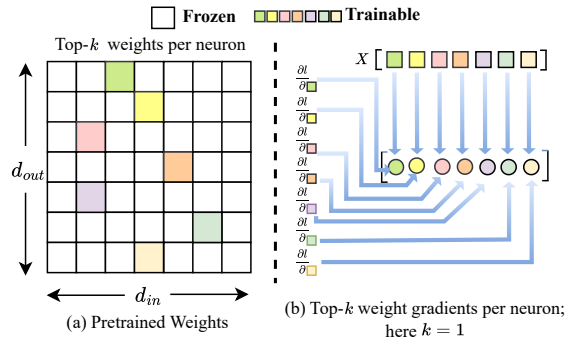 Frozen Trainable
Top-k weights per neuron
d_out
d_in
(a) Pretrained Weights
X [ ]
∂l
∂
∂l
∂
∂l
∂
∂l
∂
∂l
∂
∂l
∂
∂l
∂
[ ]
(b) Top-k weight gradients per neuron;
here k = 1